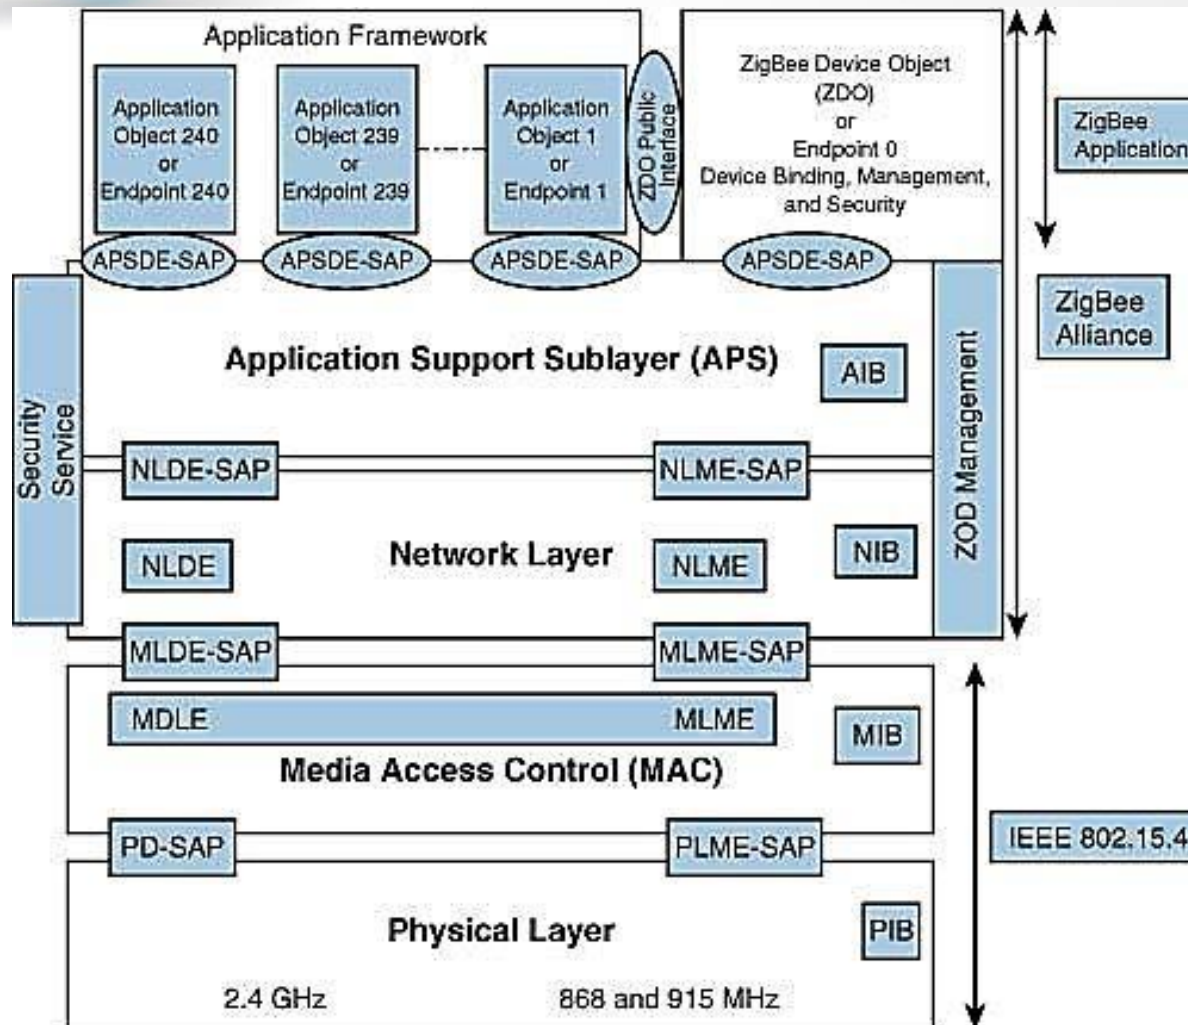 Application Framework
Application
Object 240
or
Endpoint 240
Application
Object 239
or
Endpoint 239
Application
Object 1
or
Endpoint 1
ZDO Public
Interface
ZigBee Device Object
(ZDO)
or
Endpoint 0
Device Binding, Management,
and Security
ZigBee
Application
APSDE-SAP
APSDE-SAP
APSDE-SAP
APSDE-SAP
ZigBee
Alliance
Security
Service
Application Support Sublayer (APS)
AIB
ZOD Management
NLDE-SAP
NLME-SAP
NLDE
Network Layer
NLME
NIB
MLDE-SAP
MLME-SAP
MDLE
MLME
MIB
Media Access Control (MAC)
PD-SAP
PLME-SAP
IEEE 802.15.4
Physical Layer
PIB
2.4 GHz
868 and 915 MHz